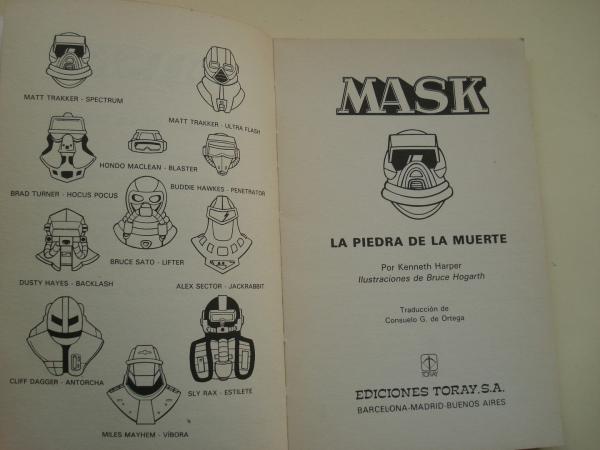 MATT TRAKKER - SPECTRUM
MATT TRAKKER - ULTRA FLASH
HONDO MACLEAN - BLASTER
BRAD TURNER - HOCUS POCUS
BUDDIE HAWKES - PENETRATOR
BRUCE SATO - LIFTER
DUSTY HAYES - BACKLASH
ALEX SECTOR - JACKRABBIT
CLIFF DAGGER - ANTORCHA
SLY RAX - ESTILETE
MILES MAYHEM - VÍBORA
MASK
LA PIEDRA DE LA MUERTE
Por Kenneth Harper
Ilustraciones de Bruce Hogarth
Traducción de
Consuelo G. de Ortega
TORAY
EDICIONES TORAY, S.A.
BARCELONA-MADRID-BUENOS AIRES